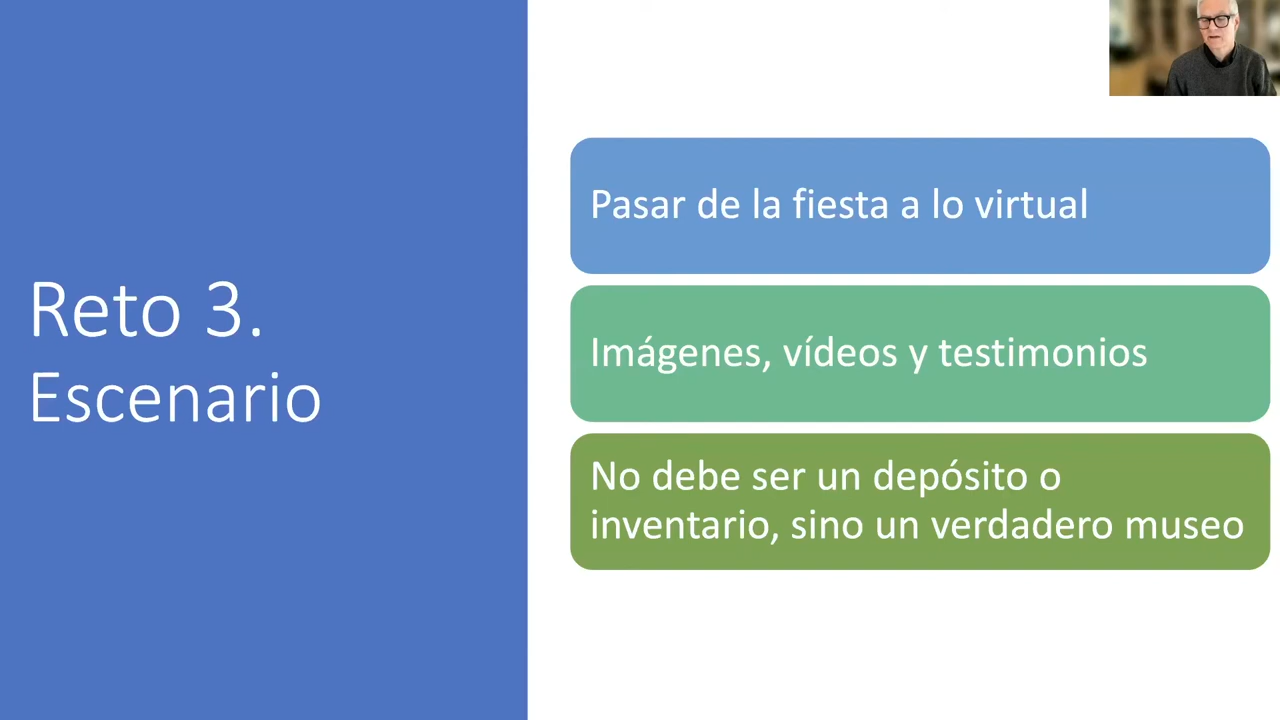 Reto 3.
Escenario
Pasar de la fiesta a lo virtual
Imágenes, vídeos y testimonios
No debe ser un depósito o
inventario, sino un verdadero museo